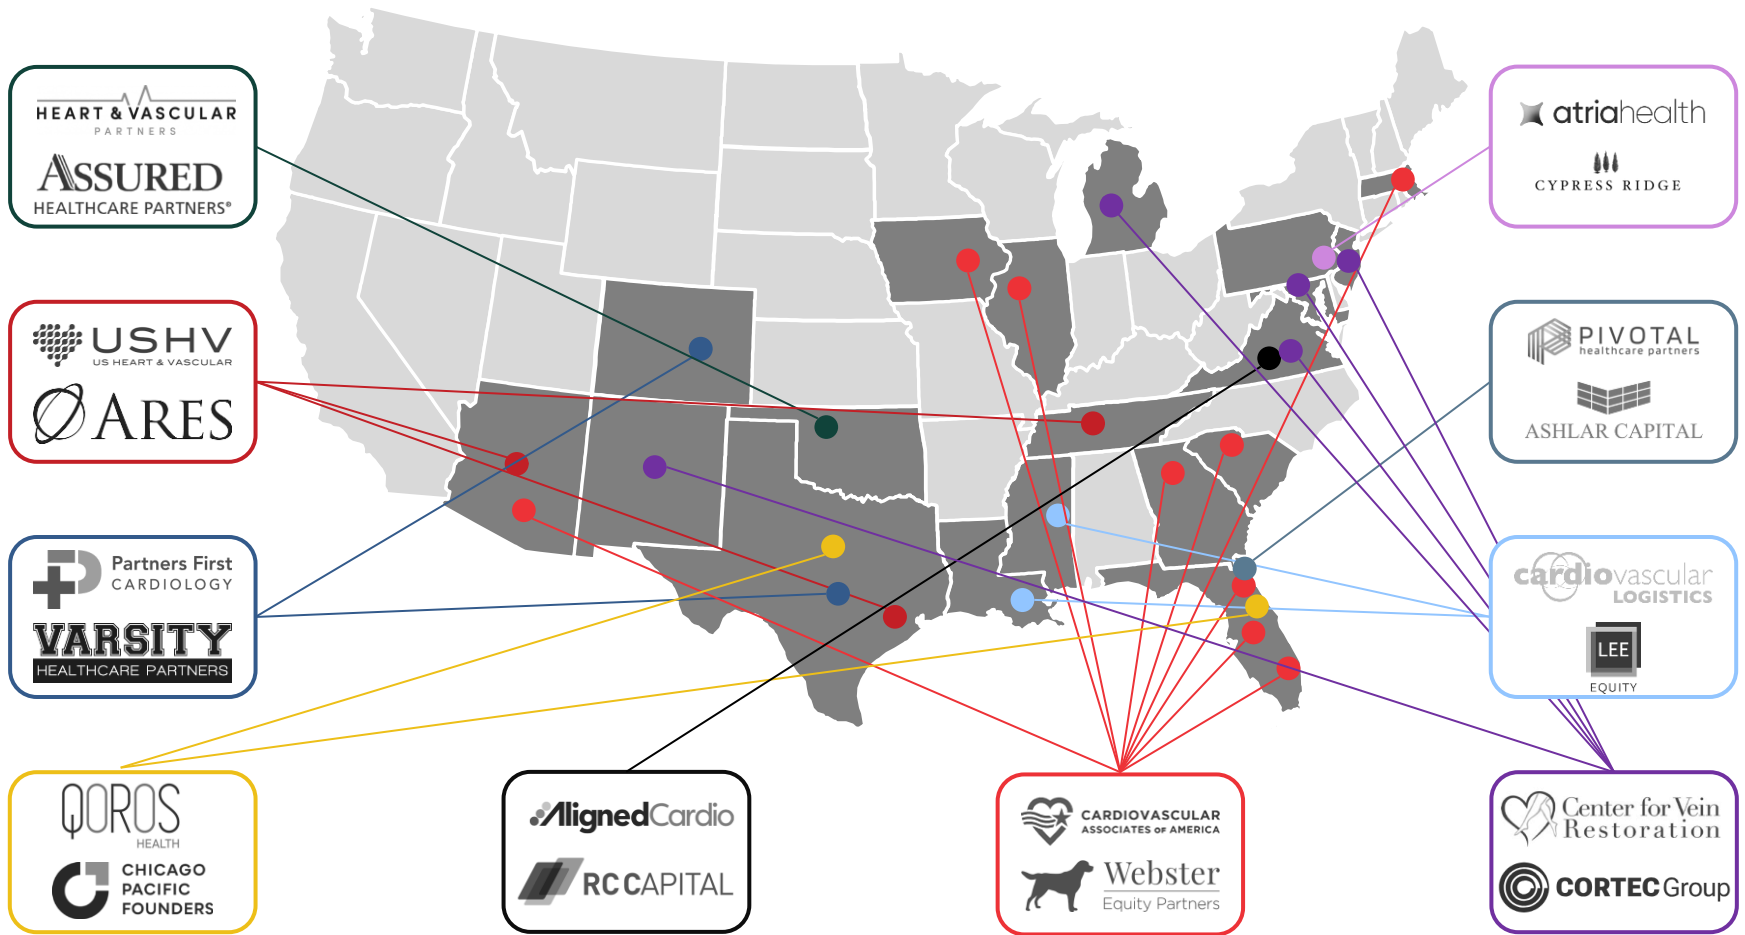 HEART & VASCULAR
PARTNERS
ASSURED
HEALTHCARE PARTNERS®
USHV
US HEART & VASCULAR
ARES
Partners First
CARDIOLOGY
VARSITY
HEALTHCARE PARTNERS
QOROS
HEALTH
CHICAGO
PACIFIC
FOUNDERS
AlignedCardio
RCCAPITAL
CARDIOVASCULAR
ASSOCIATES OF AMERICA
Webster
Equity Partners
atriahealth
CYPRESS RIDGE
PIVOTAL
healthcare partners
ASHLAR CAPITAL
cardiovascular
LOGISTICS
LEE
EQUITY
Center for Vein
Restoration
CORTEC Group